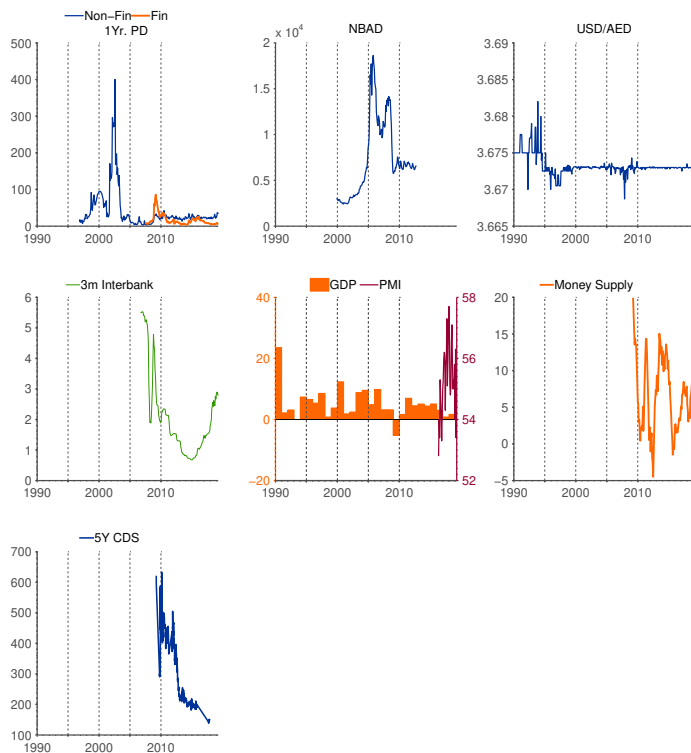 Non−Fin Fin
1Yr. PD
500
400
300
200
100
0
1990 2000 2010
NBAD
2 x 10⁴
1.5
1
0.5
0
1990 2000 2010
USD/AED
3.69
3.685
3.68
3.675
3.67
3.665
1990 2000 2010
3m Interbank
6
5
4
3
2
1
0
1990 2000 2010
GDP PMI
40 58
20 56
0 54
−20 52
1990 2000 2010
Money Supply
20
15
10
5
0
−5
1990 2000 2010
5Y CDS
700
600
500
400
300
200
100
1990 2000 2010